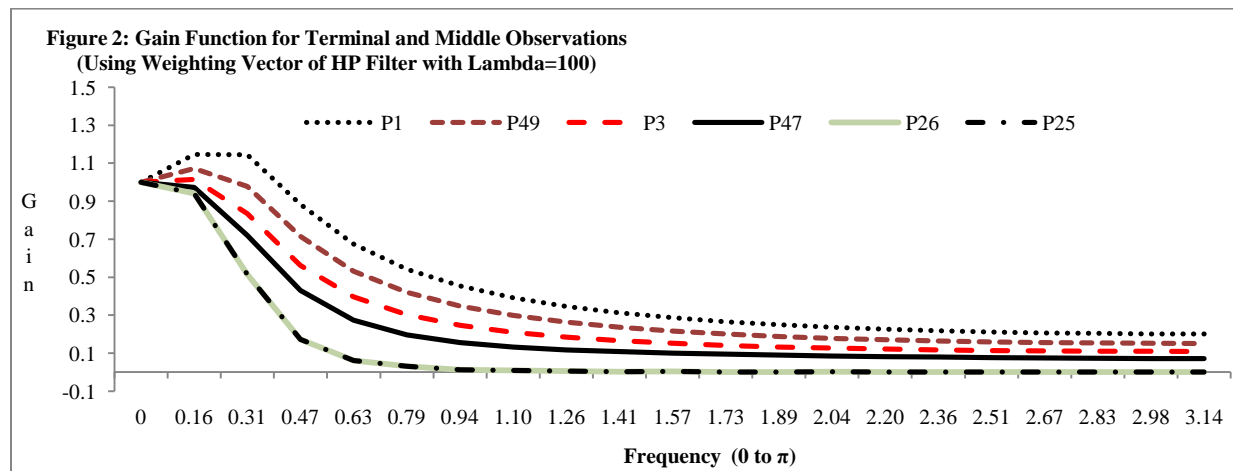 Figure 2: Gain Function for Terminal and Middle Observations
(Using Weighting Vector of HP Filter with Lambda=100)
1.5
1.3
1.1
0.9
0.7
0.5
0.3
0.1
-0.1
Gain
P1 P49 P3 P47 P26 P25
0 0.16 0.31 0.47 0.63 0.79 0.94 1.10 1.26 1.41 1.57 1.73 1.89 2.04 2.20 2.36 2.51 2.67 2.83 2.98 3.14
Frequency (0 to π)